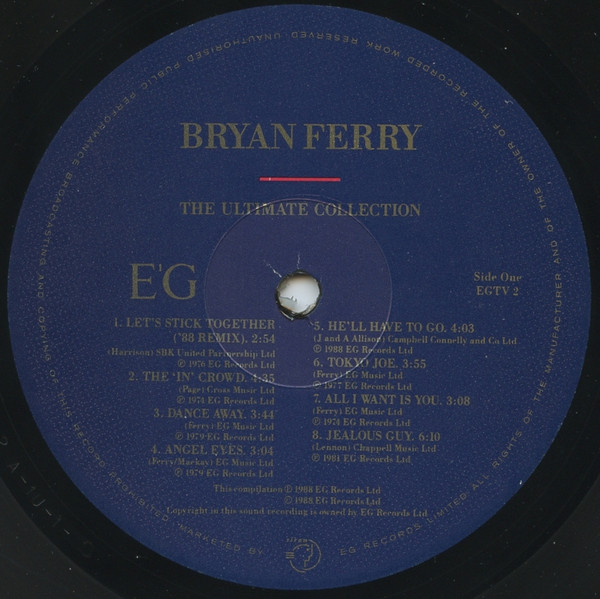 BRYAN FERRY
THE ULTIMATE COLLECTION
E'G
Side One
EGTV 2
1. LET'S STICK TOGETHER
('88 REMIX). 2:54
(Harrison) SBK United Partnership Ltd
℗ 1976 EG Records Ltd
2. THE 'IN' CROWD. 4:35
(Page) Cross Music Ltd
℗ 1974 EG Records Ltd
3. DANCE AWAY. 3:44
(Ferry) EG Music Ltd
℗ 1979 EG Records Ltd
4. ANGEL EYES. 3:04
(Ferry/Mackay) EG Music Ltd
℗ 1979 EG Records Ltd
5. HE'LL HAVE TO GO. 4:03
(J and A Allison) Campbell Connelly and Co Ltd
℗ 1988 EG Records Ltd
6. TOKYO JOE. 3:55
(Ferry) EG Music Ltd
℗ 1977 EG Records Ltd
7. ALL I WANT IS YOU. 3:08
(Ferry) EG Music Ltd
℗ 1974 EG Records Ltd
8. JEALOUS GUY. 6:10
(Lennon) Chappell Music Ltd
℗ 1981 EG Records Ltd
This compilation ℗ 1988 EG Records Ltd
© 1988 EG Records Ltd
Copyright in this sound recording is owned by EG Records Ltd
MARKETED BY EG RECORDS LIMITED ALL RIGHTS OF THE MANUFACTURER AND OF THE OWNER OF THE RECORDED WORK RESERVED UNAUTHORISED PUBLIC PERFORMANCE BROADCASTING AND COPYING OF THIS RECORD PROHIBITED